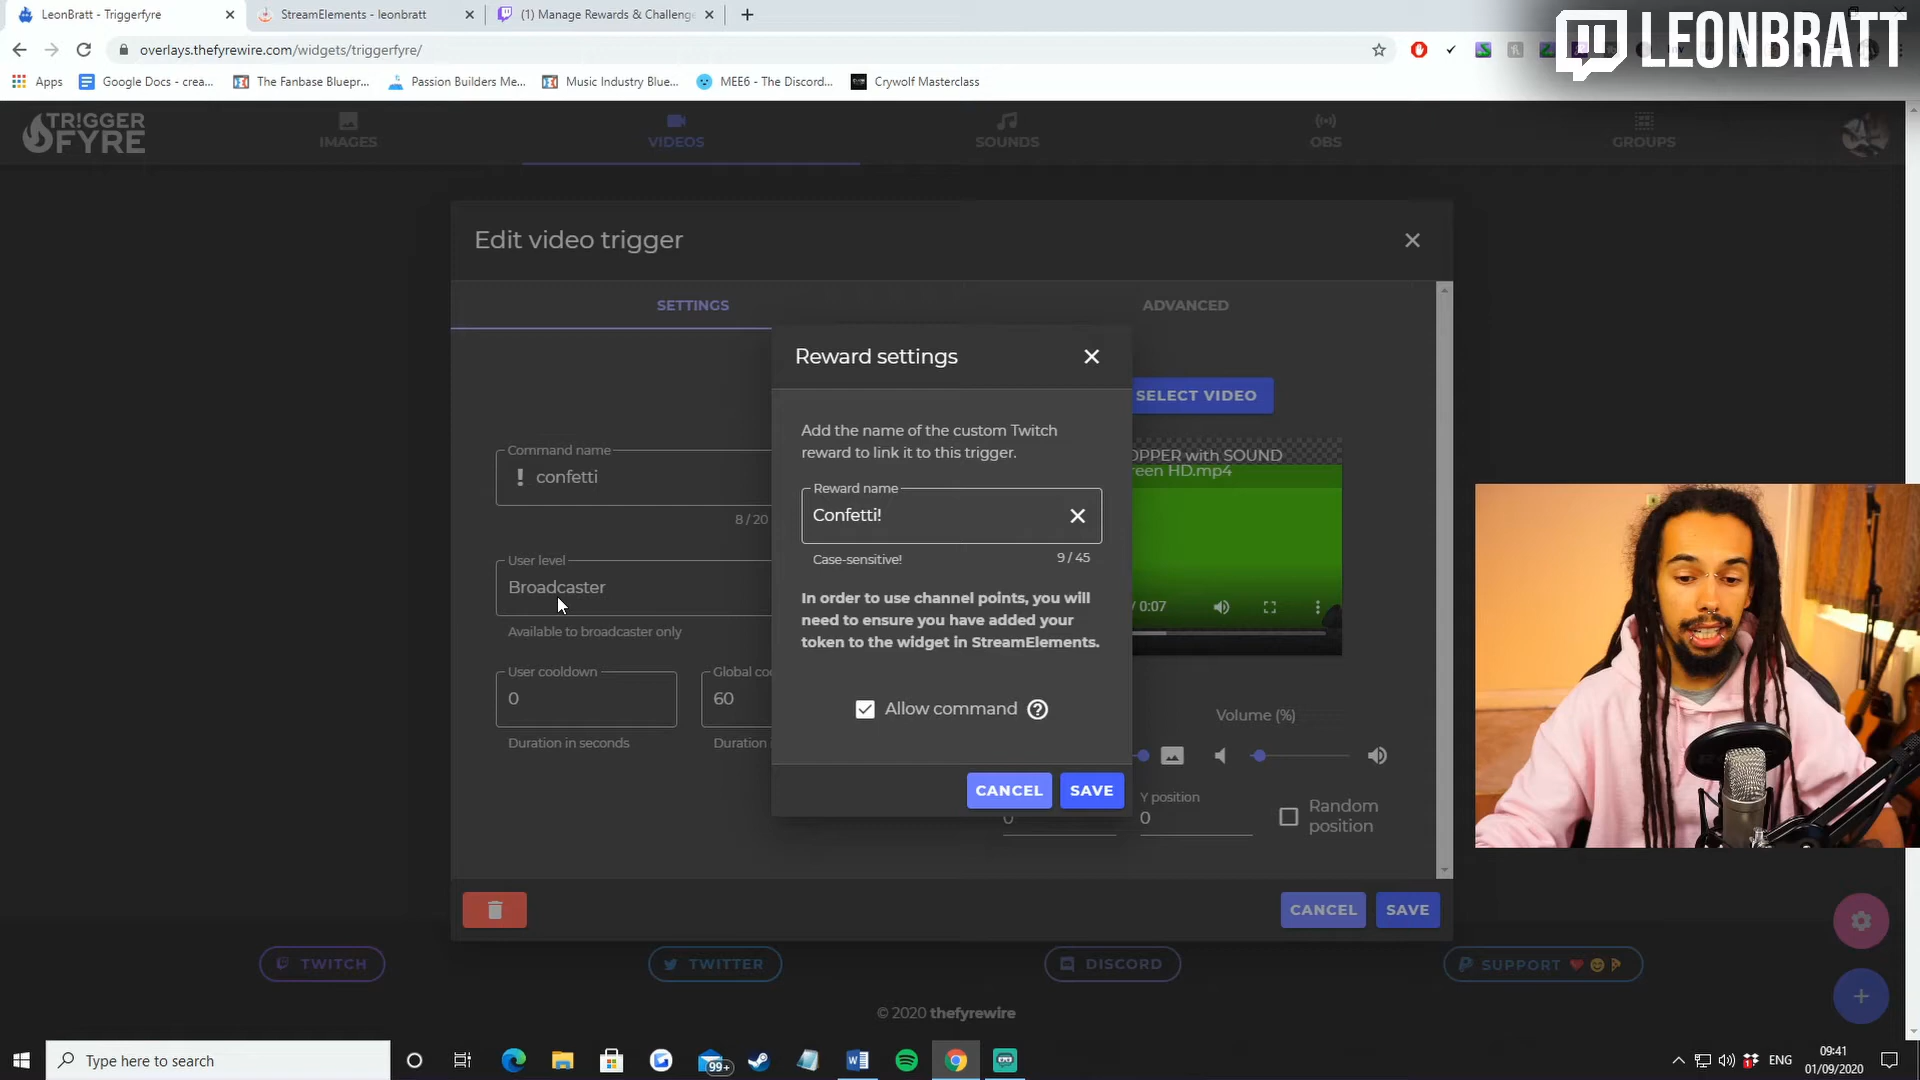 LeonBratt - Triggerfyre
StreamElements - leonbratt
(1) Manage Rewards & Challenge
LEONBRATT
overlays.thefyrewire.com/widgets/triggerfyre/
Apps
Google Docs - crea...
The Fanbase Bluepr...
Passion Builders Me...
Music Industry Blue...
MEE6 - The Discord...
Crywolf Masterclass
TR!GGER
FYRE
IMAGES
VIDEOS
SOUNDS
OBS
GROUPS
Edit video trigger
SETTINGS
ADVANCED
Reward settings
SELECT VIDEO
Add the name of the custom Twitch
reward to link it to this trigger.
Command name
! confetti
8 / 20
OPPER with SOUND
reen HD.mp4
Reward name
Confetti!
Case-sensitive!
9 / 45
User level
Broadcaster
Available to broadcaster only
In order to use channel points, you will
need to ensure you have added your
token to the widget in StreamElements.
/ 0:07
User cooldown
0
Duration in seconds
Global coo
60
Duration
Allow command
Volume (%)
CANCEL
SAVE
0
Y position
0
Random
position
CANCEL
SAVE
TWITCH
TWITTER
DISCORD
SUPPORT
© 2020 thefyrewire
Type here to search
99+
ENG
09:41
01/09/2020